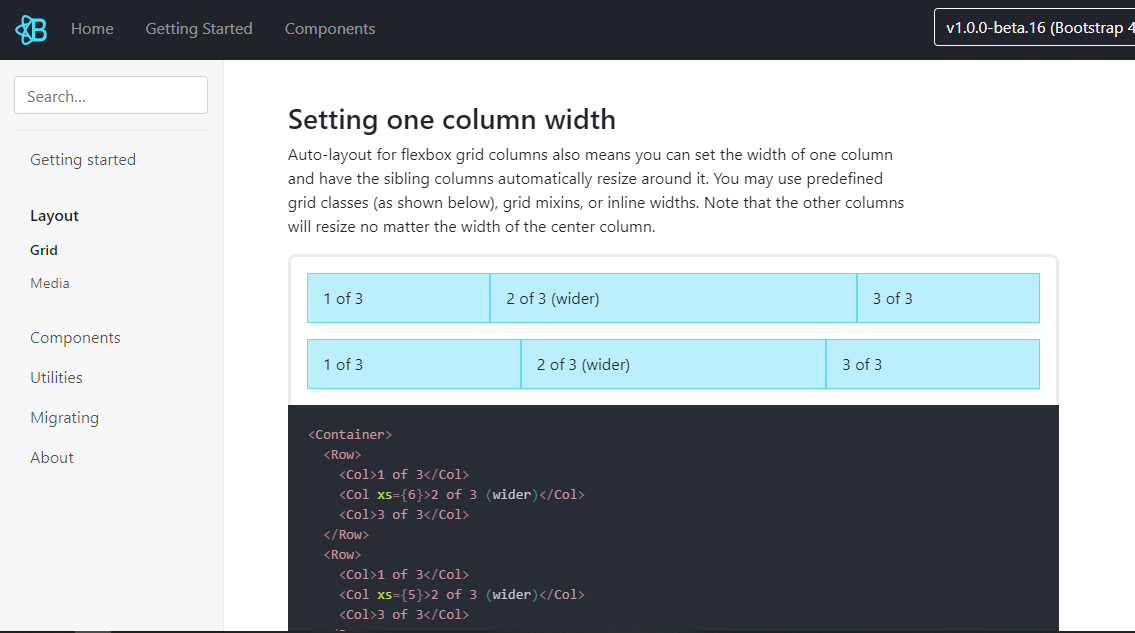 B
Home
Getting Started
Components
v1.0.0-beta.16 (Bootstrap 4
Search...
Getting started
Layout
Grid
Media
Components
Utilities
Migrating
About
Setting one column width
Auto-layout for flexbox grid columns also means you can set the width of one column
and have the sibling columns automatically resize around it. You may use predefined
grid classes (as shown below), grid mixins, or inline widths. Note that the other columns
will resize no matter the width of the center column.
1 of 3
2 of 3 (wider)
3 of 3
1 of 3
2 of 3 (wider)
3 of 3
<Container>
<Row>
<Col>1 of 3</Col>
<Col xs={6}>2 of 3 (wider)</Col>
<Col>3 of 3</Col>
</Row>
<Row>
<Col>1 of 3</Col>
<Col xs={5}>2 of 3 (wider)</Col>
<Col>3 of 3</Col>